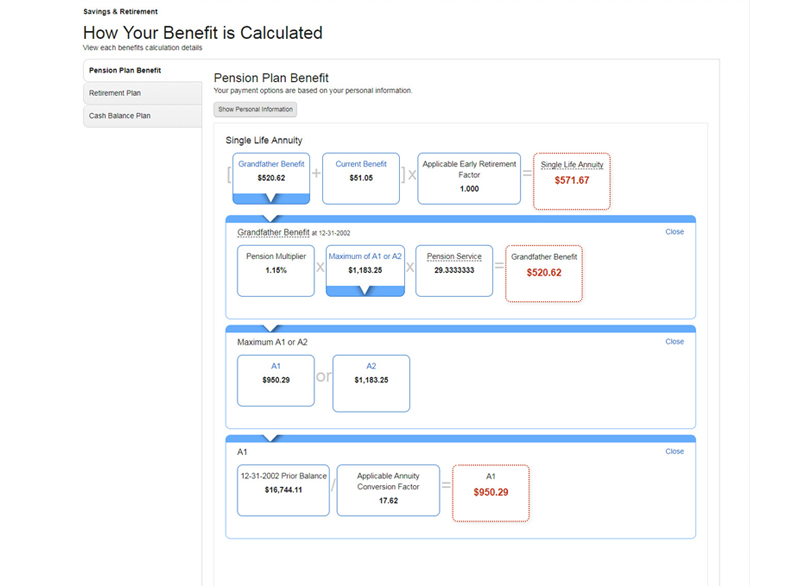 Savings & Retirement
How Your Benefit is Calculated
View each benefits calculation details
Pension Plan Benefit
Retirement Plan
Cash Balance Plan
Pension Plan Benefit
Your payment options are based on your personal information.
Show Personal Information
Single Life Annuity
[ Grandfather Benefit + Current Benefit ] x Applicable Early Retirement = Single Life Annuity
Factor
$520.62 $51.05 1.000 $571.67
Grandfather Benefit at 12-31-2002 Close
Pension Multiplier x Maximum of A1 or A2 x Pension Service = Grandfather Benefit
1.15% $1,183.25 29.3333333 $520.62
Maximum A1 or A2 Close
A1 or A2
$950.29 $1,183.25
A1 Close
12-31-2002 Prior Balance / Applicable Annuity = A1
Conversion Factor
$16,744.11 17.62 $950.29